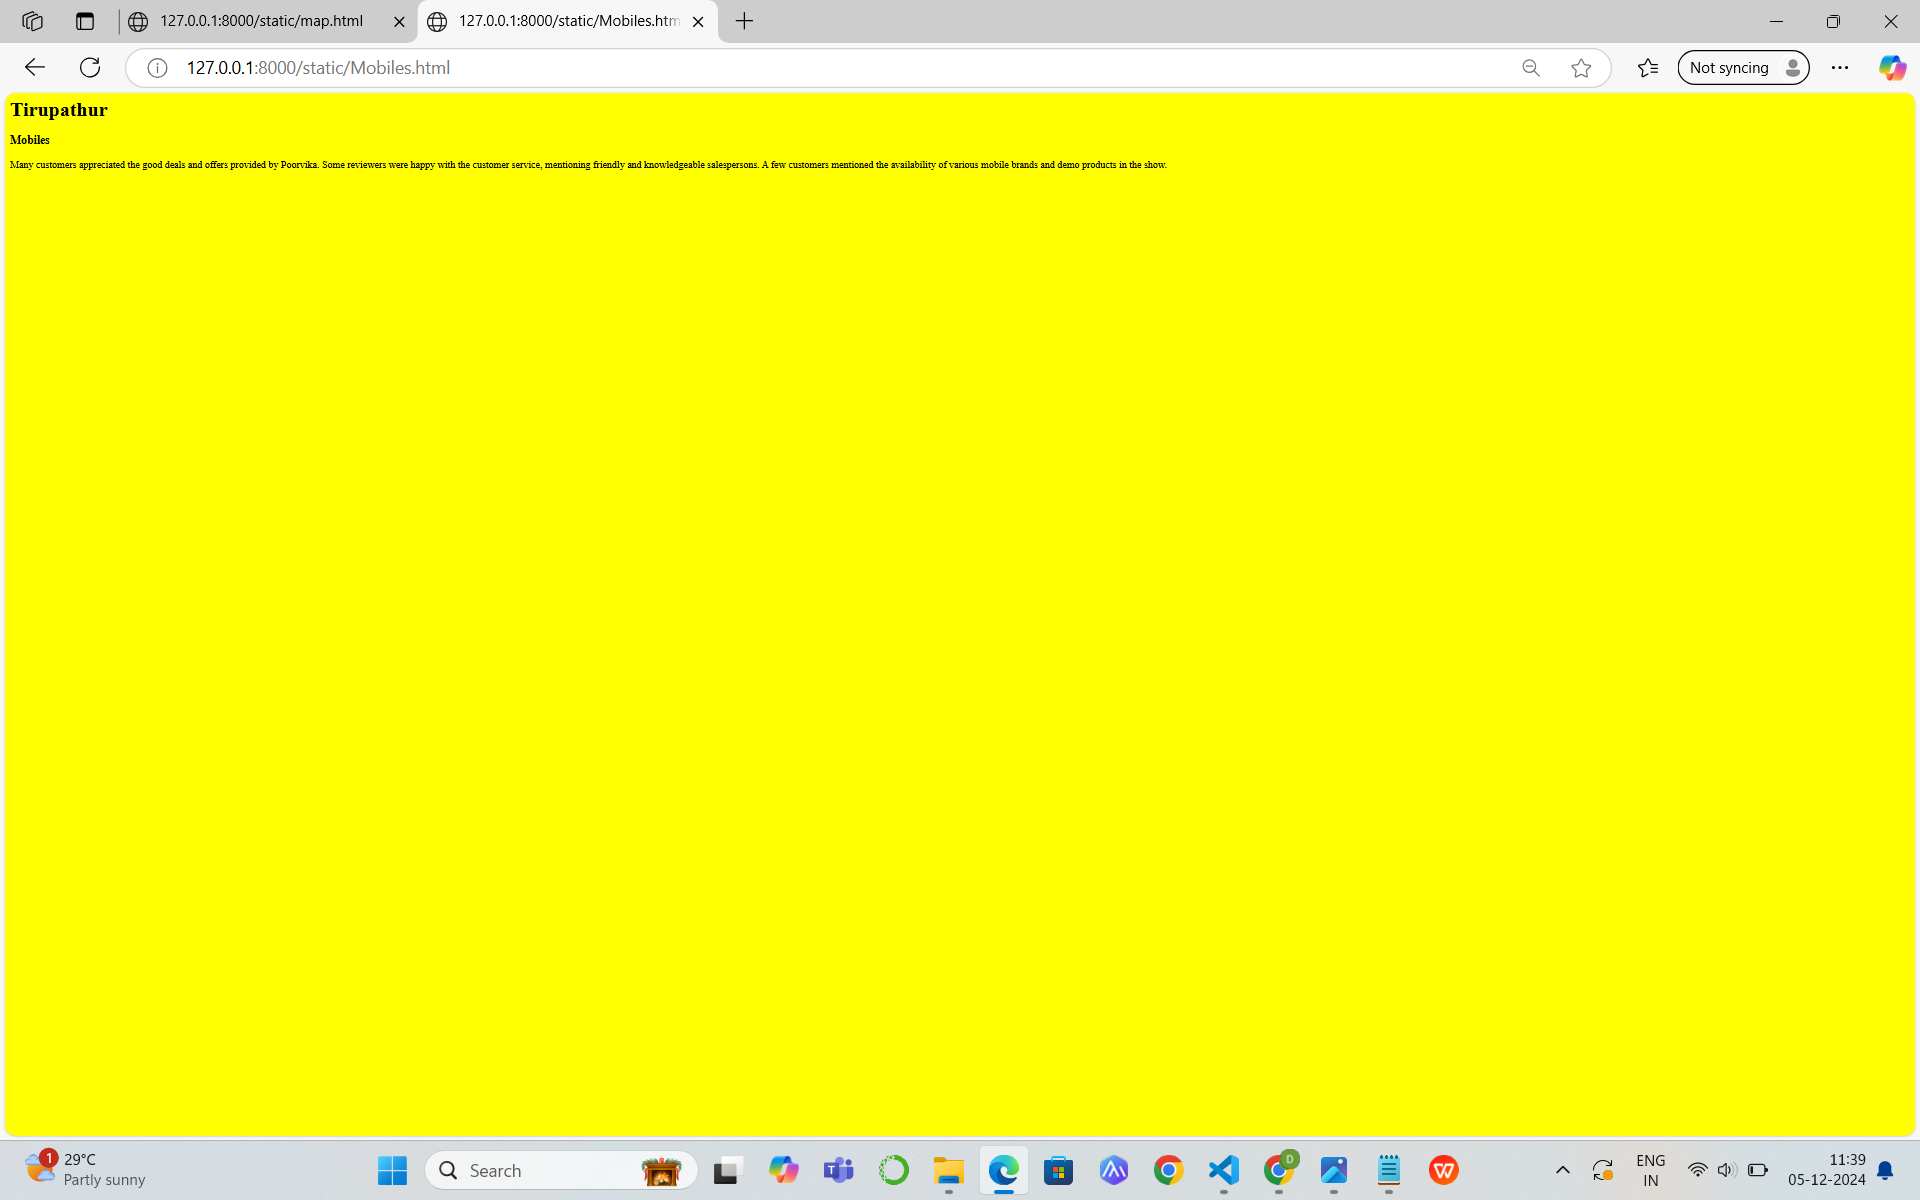 127.0.0.1:8000/static/map.html
127.0.0.1:8000/static/Mobiles.htm
127.0.0.1:8000/static/Mobiles.html
Not syncing
Tirupathur
Mobiles
Many customers appreciated the good deals and offers provided by Poorvika. Some reviewers were happy with the customer service, mentioning friendly and knowledgeable salespersons. A few customers mentioned the availability of various mobile brands and demo products in the show.
1
29°C
Partly sunny
Search
T
D
W
ENG
IN
11:39
05-12-2024